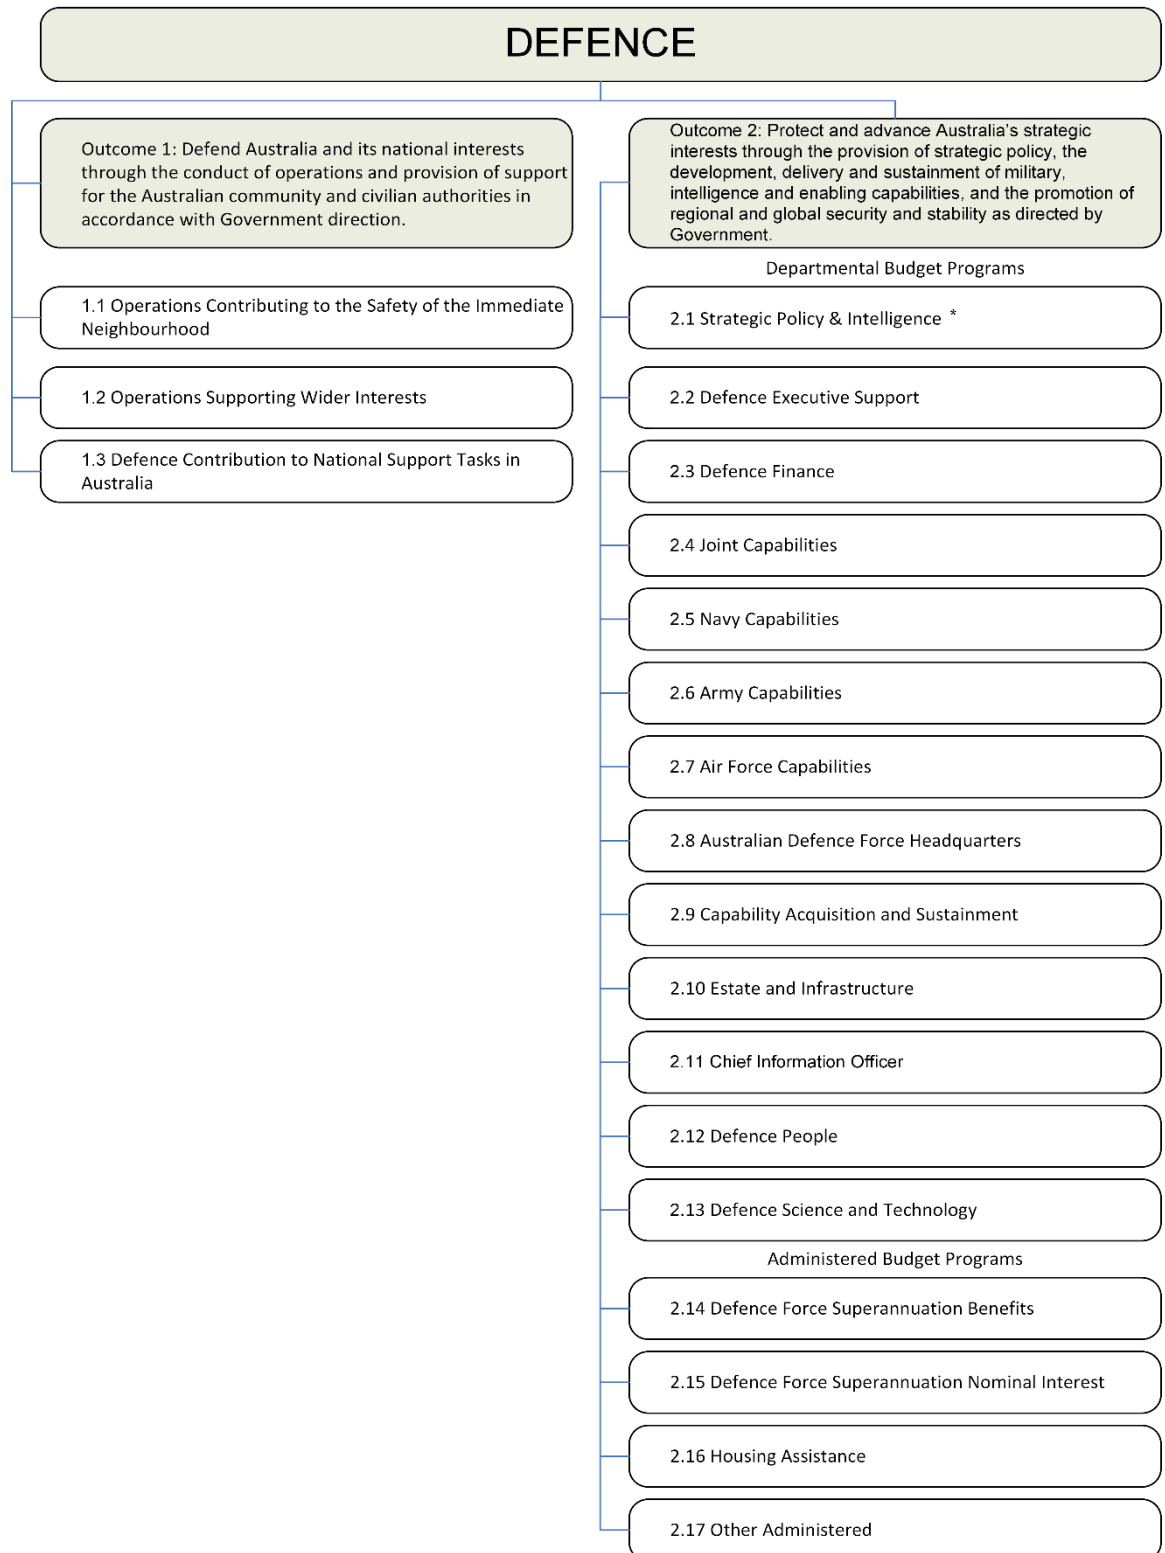 DEFENCE
Outcome 1: Defend Australia and its national interests
through the conduct of operations and provision of support
for the Australian community and civilian authorities in
accordance with Government direction.
1.1 Operations Contributing to the Safety of the Immediate
Neighbourhood
1.2 Operations Supporting Wider Interests
1.3 Defence Contribution to National Support Tasks in
Australia
Outcome 2: Protect and advance Australia’s strategic
interests through the provision of strategic policy, the
development, delivery and sustainment of military,
intelligence and enabling capabilities, and the promotion of
regional and global security and stability as directed by
Government.
Departmental Budget Programs
2.1 Strategic Policy & Intelligence *
2.2 Defence Executive Support
2.3 Defence Finance
2.4 Joint Capabilities
2.5 Navy Capabilities
2.6 Army Capabilities
2.7 Air Force Capabilities
2.8 Australian Defence Force Headquarters
2.9 Capability Acquisition and Sustainment
2.10 Estate and Infrastructure
2.11 Chief Information Officer
2.12 Defence People
2.13 Defence Science and Technology
Administered Budget Programs
2.14 Defence Force Superannuation Benefits
2.15 Defence Force Superannuation Nominal Interest
2.16 Housing Assistance
2.17 Other Administered